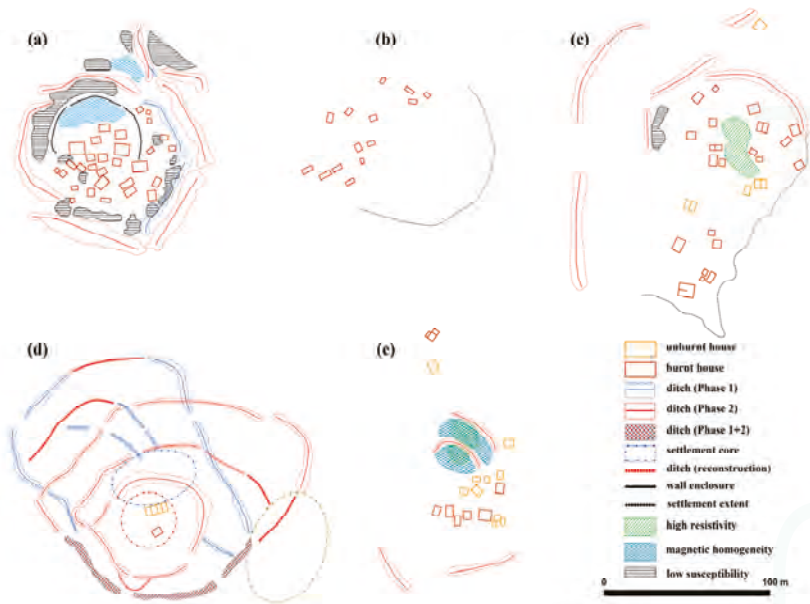 (a)
(b)
(c)
(d)
(e)
unburnt house
burnt house
ditch (Phase 1)
ditch (Phase 2)
ditch (Phase 1+2)
settlement core
ditch (reconstruction)
wall enclosure
settlement extent
high resistivity
magnetic homogeneity
low susceptibility
0 100 m